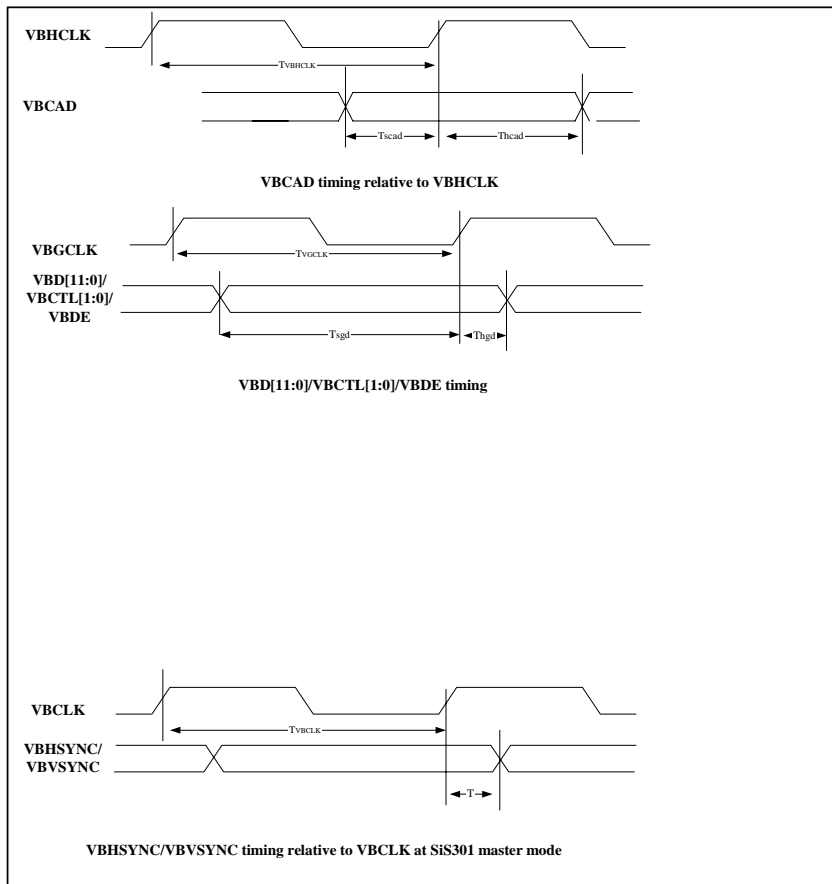 VBHCLK
TVBHCLK
VBCAD
Tscad
Thcad
VBCAD timing relative to VBHCLK
VBGCLK
TVGCLK
VBD[11:0]/
VBCTL[1:0]/
VBDE
Tsgd
Thgd
VBD[11:0]/VBCTL[1:0]/VBDE timing
VBCLK
TVBCLK
VBHSYNC/
VBVSYNC
T
VBHSYNC/VBVSYNC timing relative to VBCLK at SiS301 master mode